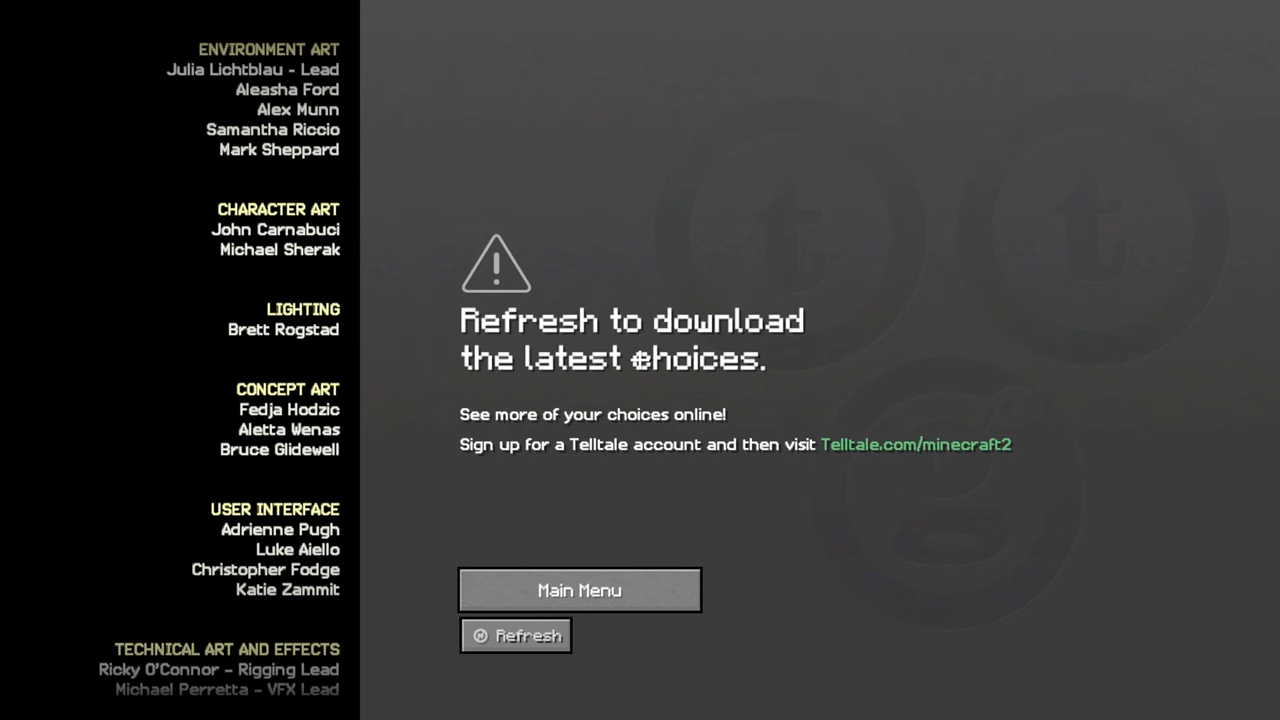 ENVIRONMENT ART
Julia Lichtblau - Lead
Aleasha Ford
Alex Munn
Samantha Riccio
Mark Sheppard
CHARACTER ART
John Carnabuci
Michael Sherak
LIGHTING
Brett Rogstad
CONCEPT ART
Fedja Hodzic
Aletta Wenas
Bruce Glidewell
USER INTERFACE
Adrienne Pugh
Luke Aiello
Christopher Fodge
Katie Zammit
TECHNICAL ART AND EFFECTS
Ricky O'Connor - Rigging Lead
Michael Perretta - VFX Lead
t t
g
Refresh to download
the latest choices.
See more of your choices online!
Sign up for a Telltale account and then visit Telltale.com/minecraft2
Main Menu
Refresh